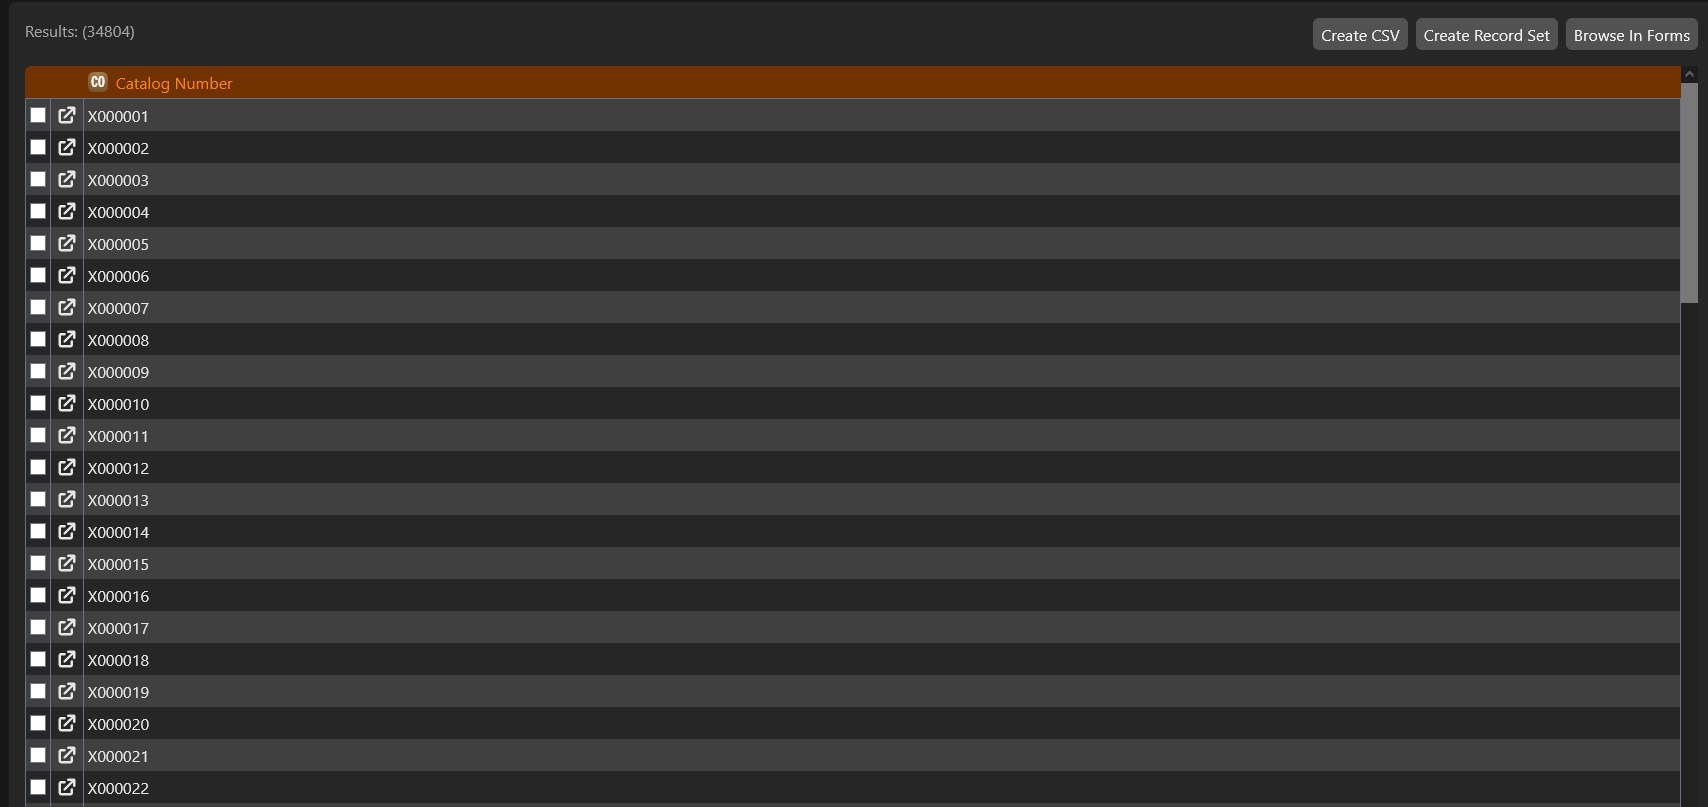 Results: (34804)
Create CSV Create Record Set Browse In Forms
CO Catalog Number
X000001
X000002
X000003
X000004
X000005
X000006
X000007
X000008
X000009
X000010
X000011
X000012
X000013
X000014
X000015
X000016
X000017
X000018
X000019
X000020
X000021
X000022